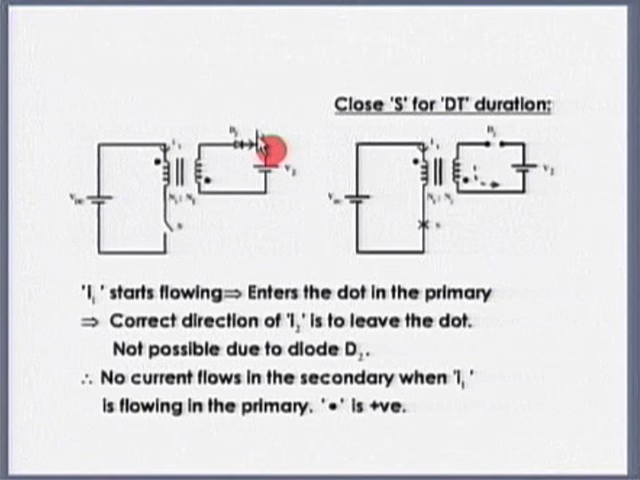 Close 'S' for 'DT' duration:
'I₁' starts flowing⇒ Enters the dot in the primary
⇒ Correct direction of 'I₂' is to leave the dot.
Not possible due to diode D₂.
∴ No current flows in the secondary when 'I₁'
is flowing in the primary. '•' is +ve.